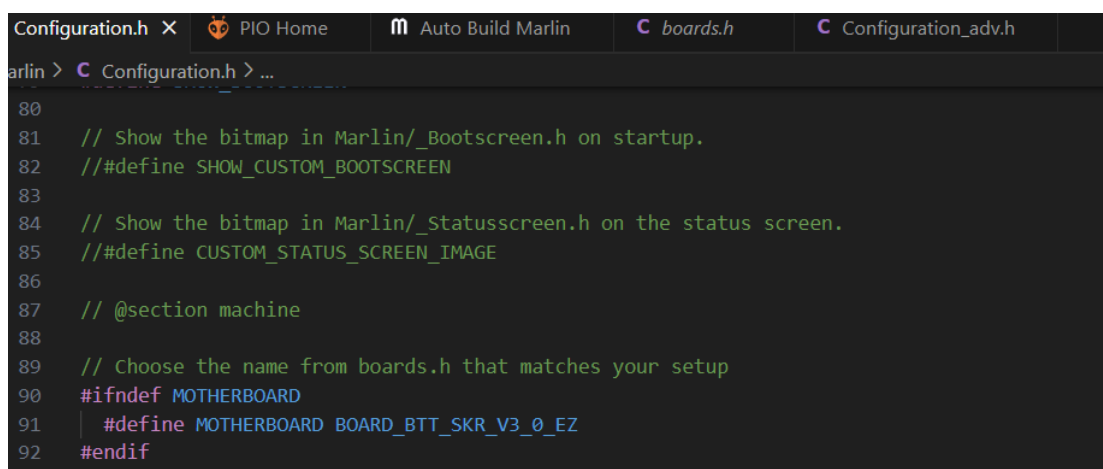 Configuration.h × PIO Home M Auto Build Marlin C boards.h C Configuration_adv.h
arlin > C Configuration.h > ...
80
81 // Show the bitmap in Marlin/_Bootscreen.h on startup.
82 //#define SHOW_CUSTOM_BOOTSCREEN
83
84 // Show the bitmap in Marlin/_Statusscreen.h on the status screen.
85 //#define CUSTOM_STATUS_SCREEN_IMAGE
86
87 // @section machine
88
89 // Choose the name from boards.h that matches your setup
90 #ifndef MOTHERBOARD
91 #define MOTHERBOARD BOARD_BTT_SKR_V3_0_EZ
92 #endif